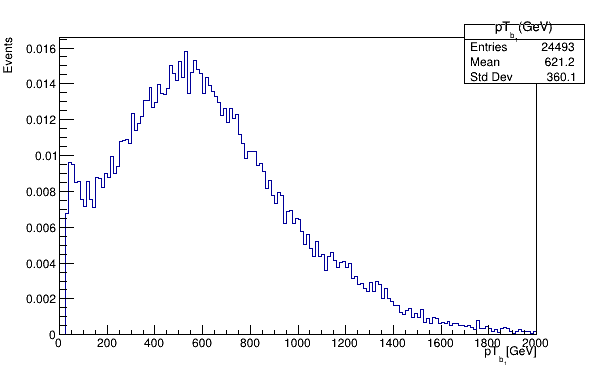 pT_b_1(GeV)
Entries 24493
Mean 621.2
Std Dev 360.1
Events
0.016
0.014
0.012
0.01
0.008
0.006
0.004
0.002
0
0 200 400 600 800 1000 1200 1400 1600 1800 2000
pT_b_1[GeV]